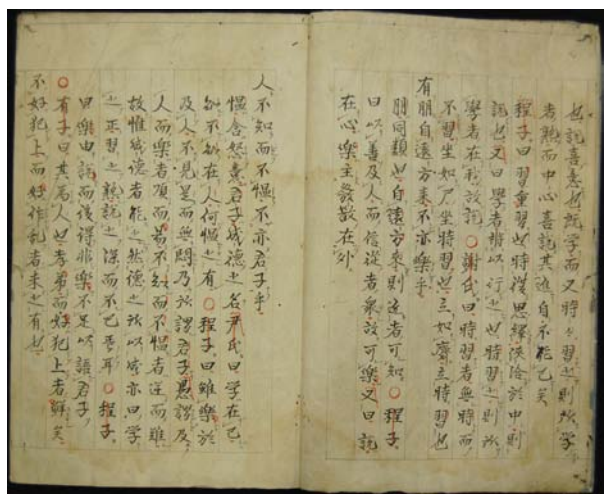 也說喜意也既学而又時々習之則所学
者熟而中心喜說其進自不能已矣
程子曰習重習也時復思繹浹洽於中則
說也又曰學者將以行之也時習之則所
學者在我故說○謝氏曰時習者無時而
不習坐如尸坐時習也立如齊立時習也
有朋自遠方来不亦樂乎
朋同類也自遠方来則近者可知○程子
曰以善及人而信從者衆故可樂又曰說
在心樂主發散在外
人不知而不慍不亦君子乎
慍含怒意君子成德之名尹氏曰学在己
知不知在人何慍之有○程子曰雖樂於
及人不見是而無悶乃所謂君子愚謂及
人而樂者順而易不知而不慍者逆而難
故惟成德者能之然德之所以成亦曰学
之正習之熟說之深而不已焉耳○程子
曰樂由說而後得非樂不足以語君子
○有子曰其為人也孝弟而好犯上者鮮矣
不好犯上而好作乱者未之有也